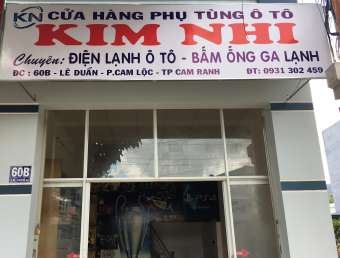 KN CỬA HÀNG PHỤ TÙNG Ô TÔ
KIM NHI
Chuyên: ĐIỆN LẠNH Ô TÔ - BẤM ỐNG GA LẠNH
ĐC : 60B - LÊ DUẨN - P.CAM LỘC - TP CAM RANH ĐT: 0931 302 459
60B